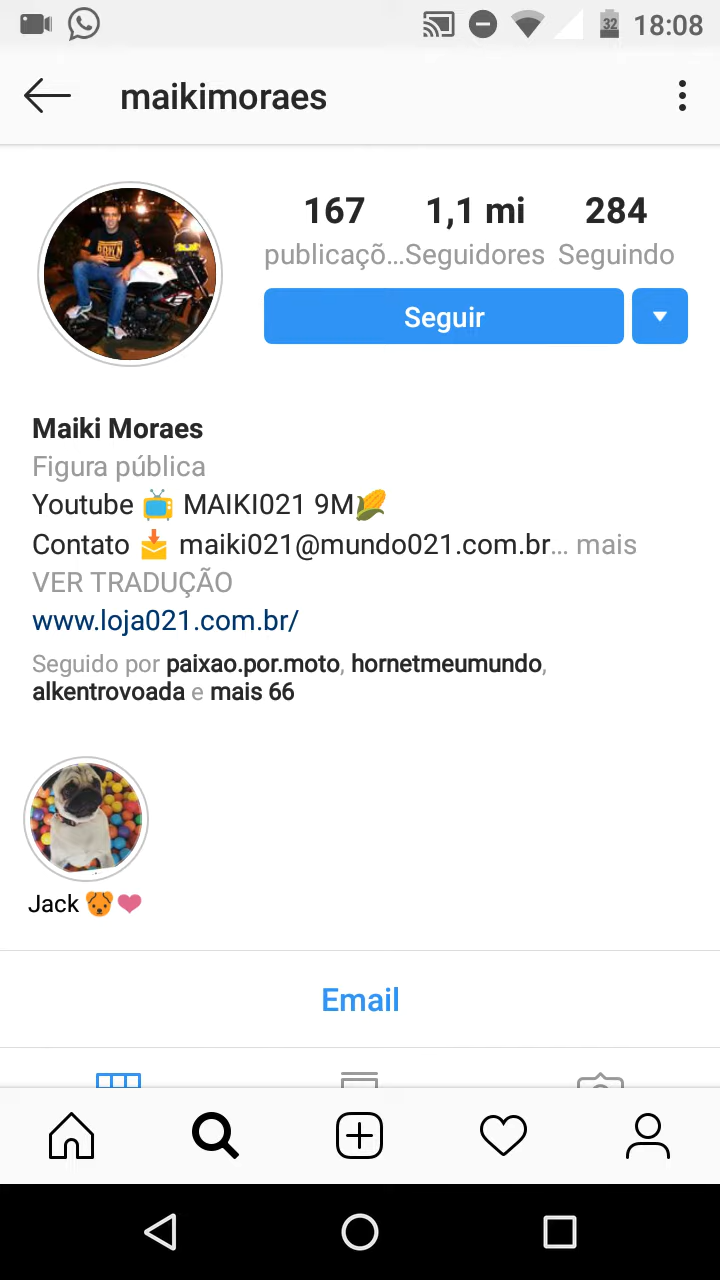 32 18:08
maikimoraes
167 1,1 mi 284
publicaçõ... Seguidores Seguindo
Seguir
Maiki Moraes
Figura pública
Youtube 📺 MAIKI021 9M🌽
Contato 📩 maiki021@mundo021.com.br... mais
VER TRADUÇÃO
www.loja021.com.br/
Seguido por paixao.por.moto, hornetmeumundo,
alkentrovoada e mais 66
Jack 🐶❤
Email